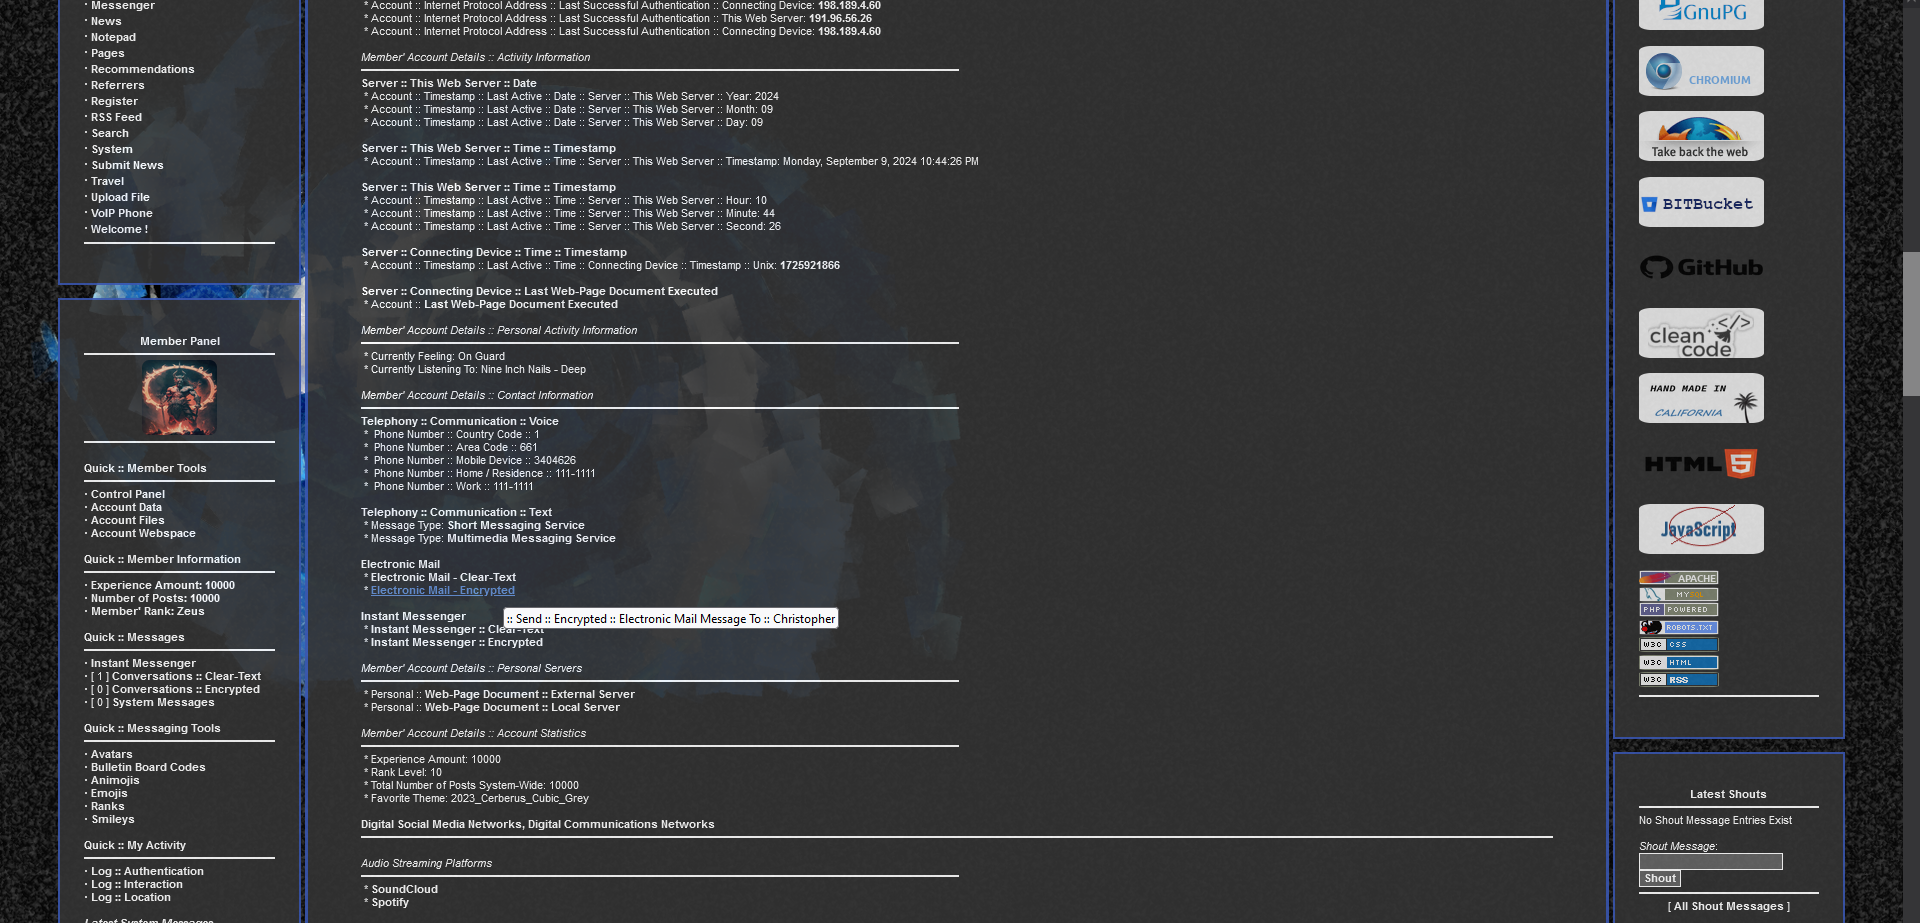 · Messenger
· News
· Notepad
· Pages
· Recommendations
· Referrers
· Register
· RSS Feed
· Search
· System
· Submit News
· Travel
· Upload File
· VoIP Phone
· Welcome !
Member Panel
Quick :: Member Tools
· Control Panel
· Account Data
· Account Files
· Account Webspace
Quick :: Member Information
· Experience Amount: 10000
· Number of Posts: 10000
· Member' Rank: Zeus
Quick :: Messages
· Instant Messenger
· [ 1 ] Conversations :: Clear-Text
· [ 0 ] Conversations :: Encrypted
· [ 0 ] System Messages
Quick :: Messaging Tools
· Avatars
· Bulletin Board Codes
· Animojis
· Emojis
· Ranks
· Smileys
Quick :: My Activity
· Log :: Authentication
· Log :: Interaction
· Log :: Location
Latest System Messages
* Account :: Internet Protocol Address :: Last Successful Authentication :: Connecting Device: 198.189.4.60
* Account :: Internet Protocol Address :: Last Successful Authentication :: This Web Server: 191.96.56.26
* Account :: Internet Protocol Address :: Last Successful Authentication :: Connecting Device: 198.189.4.60
Member' Account Details :: Activity Information
Server :: This Web Server :: Date
* Account :: Timestamp :: Last Active :: Date :: Server :: This Web Server :: Year: 2024
* Account :: Timestamp :: Last Active :: Date :: Server :: This Web Server :: Month: 09
* Account :: Timestamp :: Last Active :: Date :: Server :: This Web Server :: Day: 09
Server :: This Web Server :: Time :: Timestamp
* Account :: Timestamp :: Last Active :: Time :: Server :: This Web Server :: Timestamp: Monday, September 9, 2024 10:44:26 PM
Server :: This Web Server :: Time :: Timestamp
* Account :: Timestamp :: Last Active :: Time :: Server :: This Web Server :: Hour: 10
* Account :: Timestamp :: Last Active :: Time :: Server :: This Web Server :: Minute: 44
* Account :: Timestamp :: Last Active :: Time :: Server :: This Web Server :: Second: 26
Server :: Connecting Device :: Time :: Timestamp
* Account :: Timestamp :: Last Active :: Time :: Connecting Device :: Timestamp :: Unix: 1725921866
Server :: Connecting Device :: Last Web-Page Document Executed
* Account :: Last Web-Page Document Executed
Member' Account Details :: Personal Activity Information
* Currently Feeling: On Guard
* Currently Listening To: Nine Inch Nails - Deep
Member' Account Details :: Contact Information
Telephony :: Communication :: Voice
* Phone Number :: Country Code :: 1
* Phone Number :: Area Code :: 661
* Phone Number :: Mobile Device :: 3404626
* Phone Number :: Home / Residence :: 111-1111
* Phone Number :: Work :: 111-1111
Telephony :: Communication :: Text
* Message Type: Short Messaging Service
* Message Type: Multimedia Messaging Service
Electronic Mail
* Electronic Mail - Clear-Text
* Electronic Mail - Encrypted
:: Send :: Encrypted :: Electronic Mail Message To :: Christopher
Instant Messenger
* Instant Messenger :: Clear-Text
* Instant Messenger :: Encrypted
Member' Account Details :: Personal Servers
* Personal :: Web-Page Document :: External Server
* Personal :: Web-Page Document :: Local Server
Member' Account Details :: Account Statistics
* Experience Amount: 10000
* Rank Level: 10
* Total Number of Posts System-Wide: 10000
* Favorite Theme: 2023_Cerberus_Cubic_Grey
Digital Social Media Networks, Digital Communications Networks
Audio Streaming Platforms
* SoundCloud
* Spotify
GnuPG
CHROMIUM
Take back the web
BITBucket
GitHub
clean </>
code
HAND MADE IN
CALIFORNIA
HTML 5
JavaScript
APACHE
MYSQL
PHP POWERED
ROBOTS.TXT
W3C CSS
W3C HTML
W3C RSS
Latest Shouts
No Shout Message Entries Exist
Shout Message:
Shout
[ All Shout Messages ]